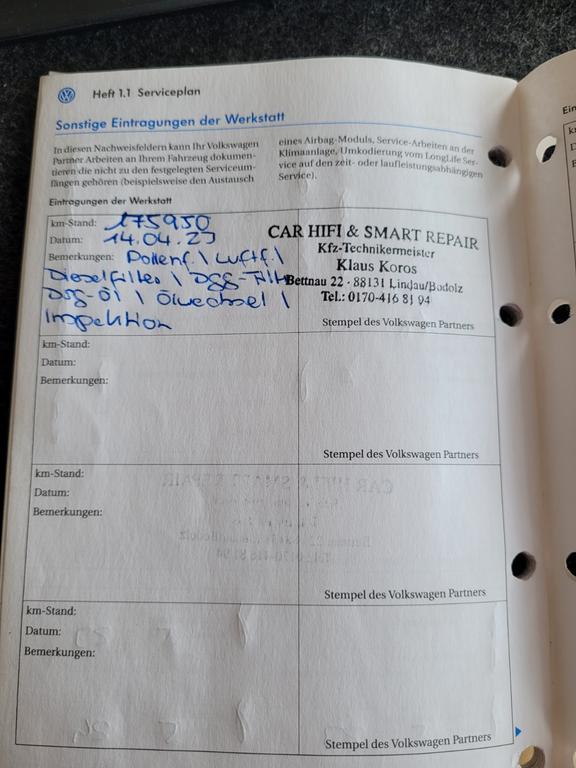 Heft 1.1 Serviceplan
Sonstige Eintragungen der Werkstatt
In diesen Nachweisfeldern kann Ihr Volkswagen
Partner Arbeiten an Ihrem Fahrzeug dokumen-
tieren die nicht zu den festgelegten Serviceum-
fängen gehören (beispielsweise den Austausch
eines Airbag-Moduls, Service-Arbeiten an der
Klimaanlage, Umkodierung vom LongLife Ser-
vice auf den zeit- oder laufleistungsabhängigen
Service).
Eintragungen der Werkstatt
km-Stand: 175950
Datum: 14.04.23
Bemerkungen: Pollenf. \ Luftf. \
Dieselfilter \ DSG-Filt
DSG-Öl \ Ölwechsel \
Inspektion
CAR HIFI & SMART REPAIR
Kfz-Technikermeister
Klaus Koros
Bettnau 22 · 88131 Lindau/Bodolz
Tel.: 0170-416 81 94
Stempel des Volkswagen Partners
km-Stand:
Datum:
Bemerkungen:
Stempel des Volkswagen Partners
km-Stand:
Datum:
Bemerkungen:
Stempel des Volkswagen Partners
km-Stand:
Datum:
Bemerkungen:
Stempel des Volkswagen Partners